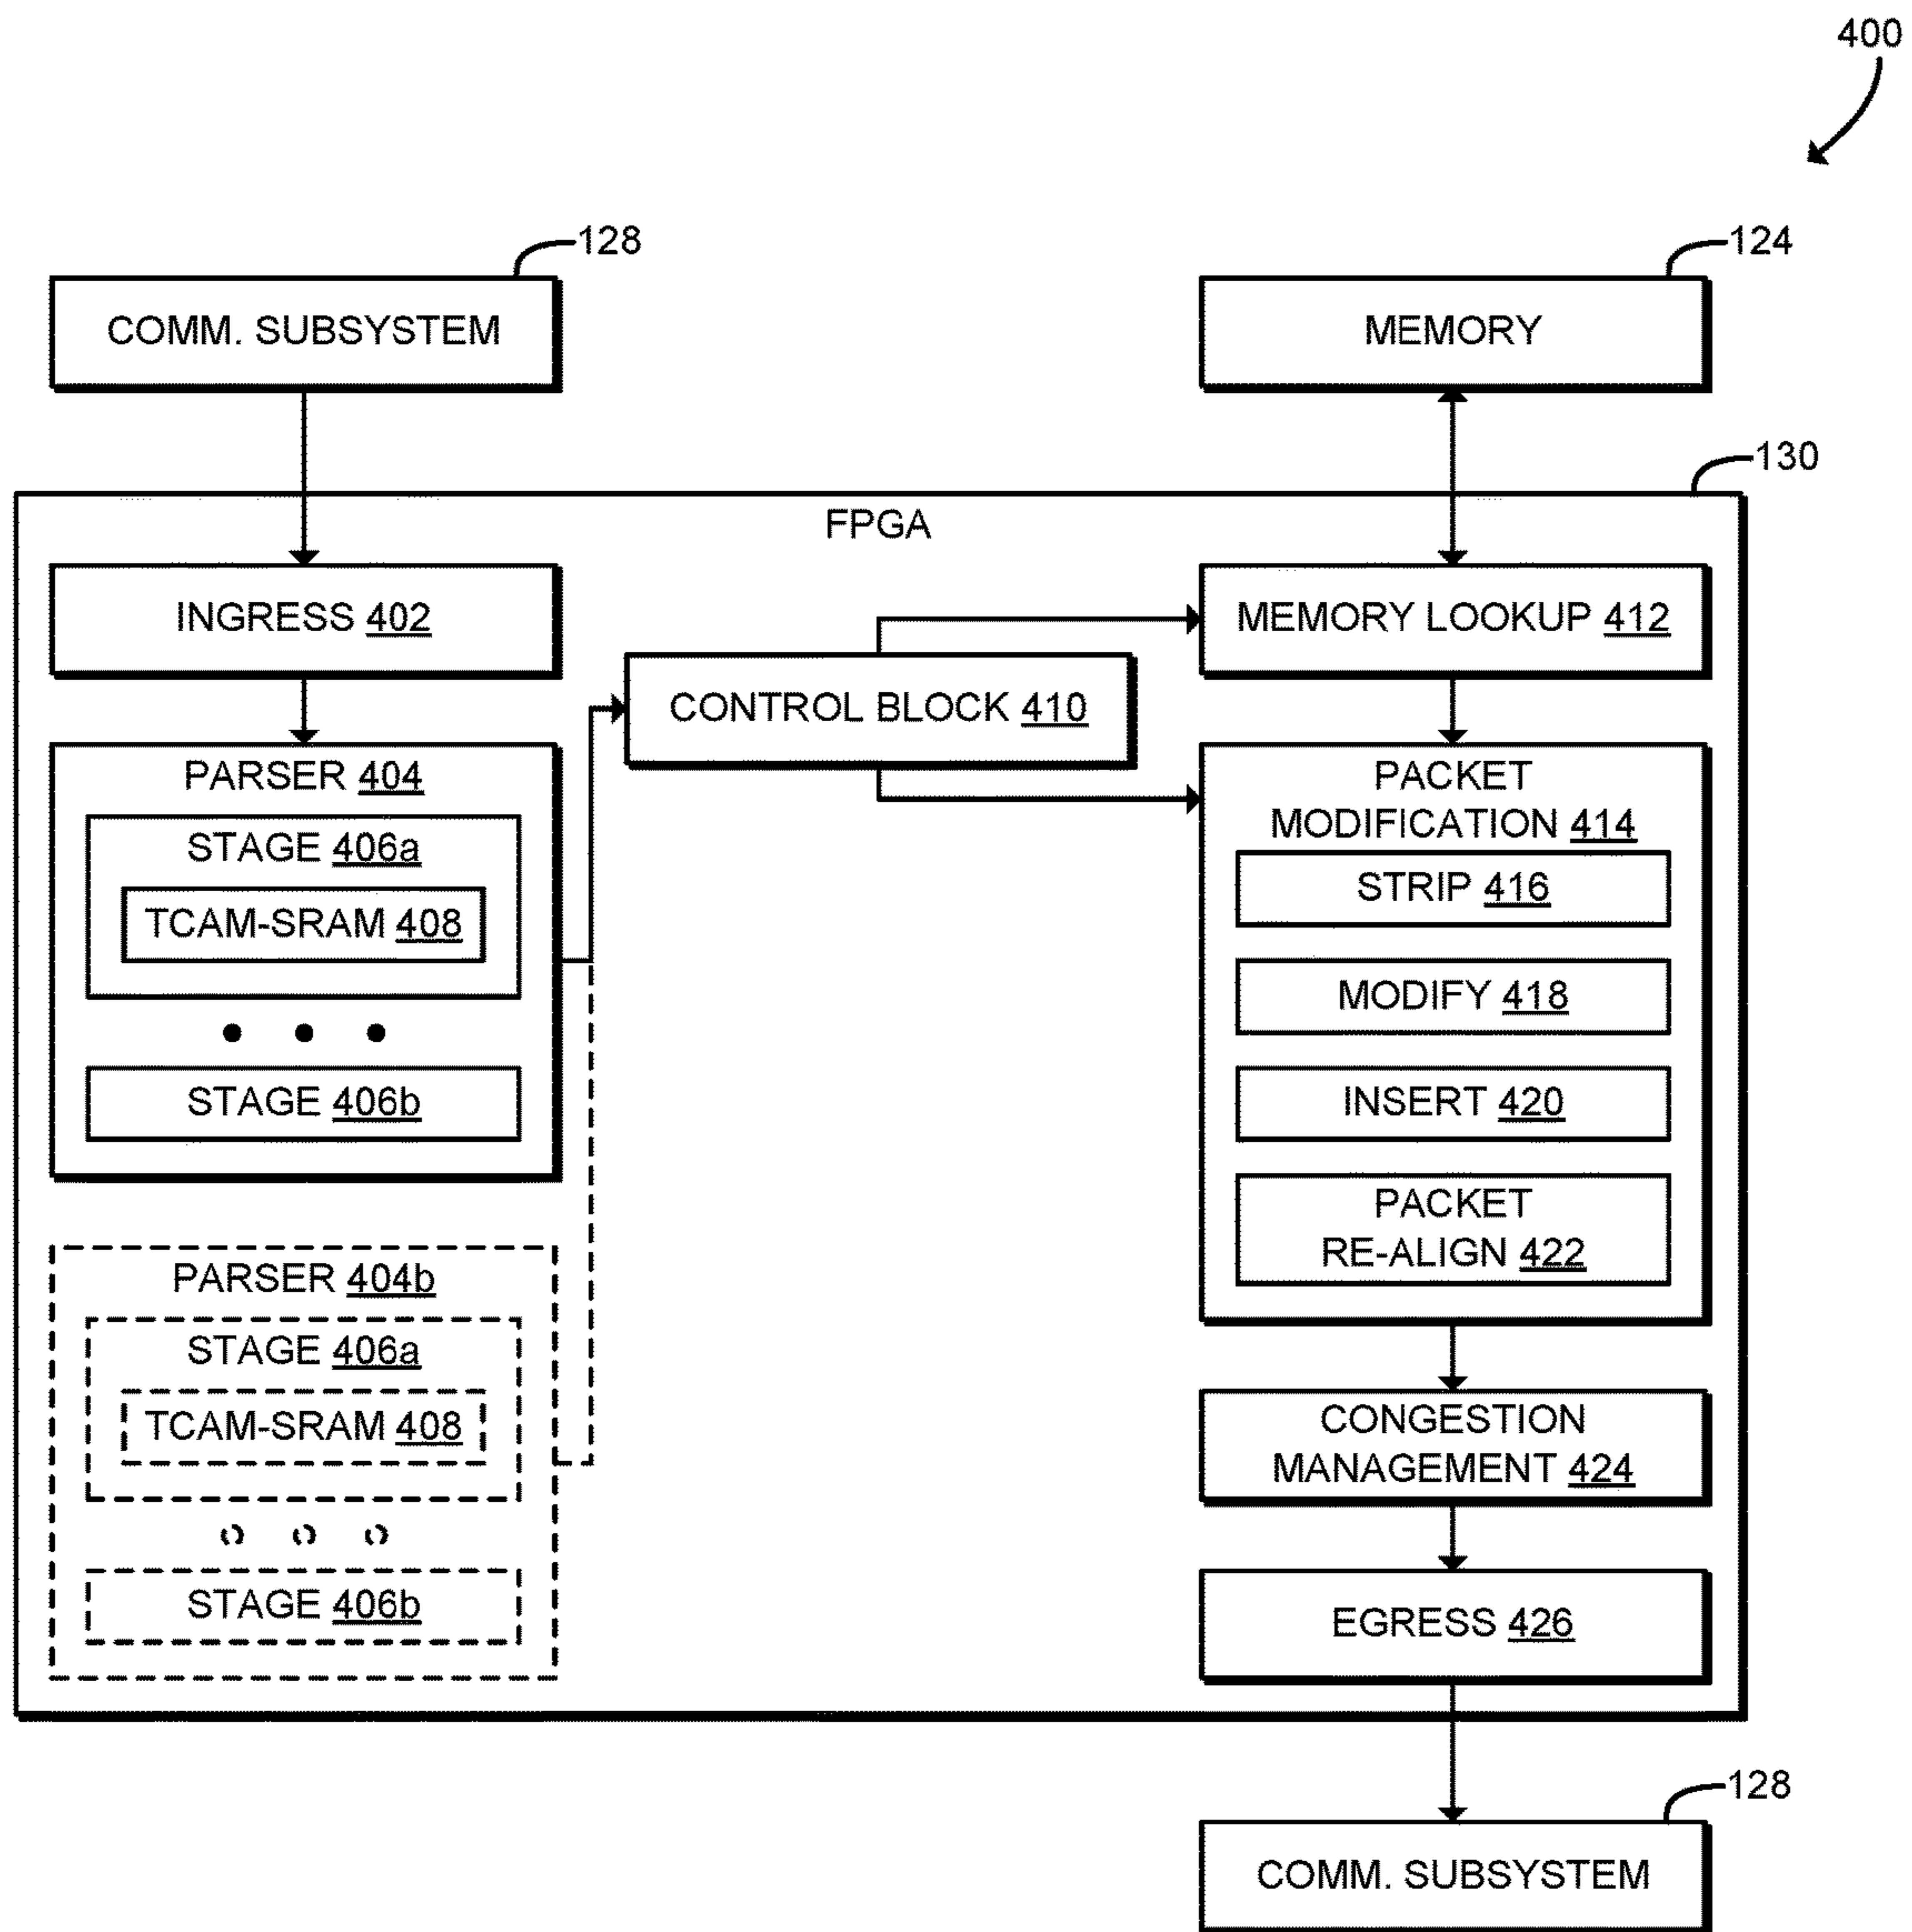 400
128
COMM. SUBSYSTEM
124
MEMORY
130
FPGA
INGRESS 402
PARSER 404
STAGE 406a
TCAM-SRAM 408
STAGE 406b
PARSER 404b
STAGE 406a
TCAM-SRAM 408
STAGE 406b
CONTROL BLOCK 410
MEMORY LOOKUP 412
PACKET
MODIFICATION 414
STRIP 416
MODIFY 418
INSERT 420
PACKET
RE-ALIGN 422
CONGESTION
MANAGEMENT 424
EGRESS 426
128
COMM. SUBSYSTEM